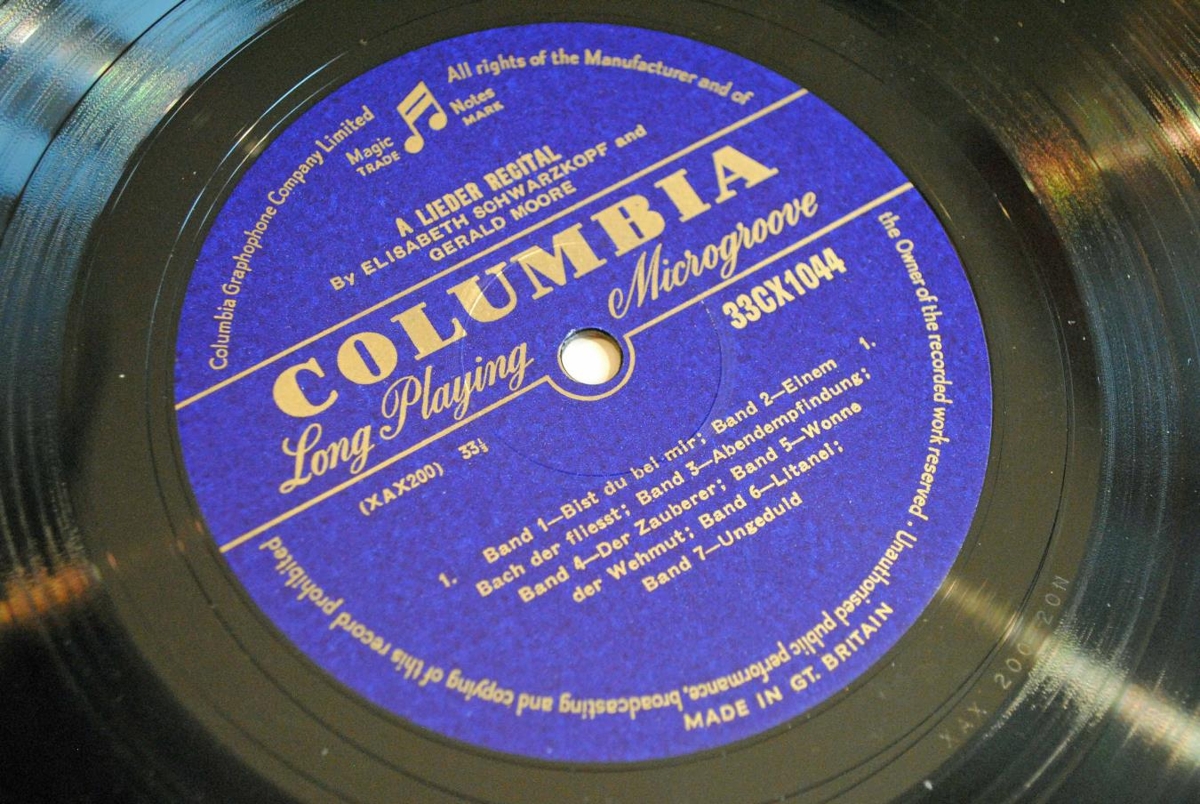 Columbia Graphophone Company Limited
Magic Notes
TRADE MARK
All rights of the Manufacturer and of
the Owner of the recorded work reserved · Unauthorised public performance, broadcasting and copying of this record prohibited
A LIEDER RECITAL
By ELISABETH SCHWARZKOPF and
GERALD MOORE
COLUMBIA
Long Playing Microgroove
33CX1044
(XAX200) 33⅓
1. Band 1—Bist du bei mir; Band 2—Einem 1.
Bach der fliesst; Band 3—Abendempfindung;
Band 4—Der Zauberer; Band 5—Wonne
der Wehmut; Band 6—Litanei;
Band 7—Ungeduld
MADE IN GT. BRITAIN
XAX